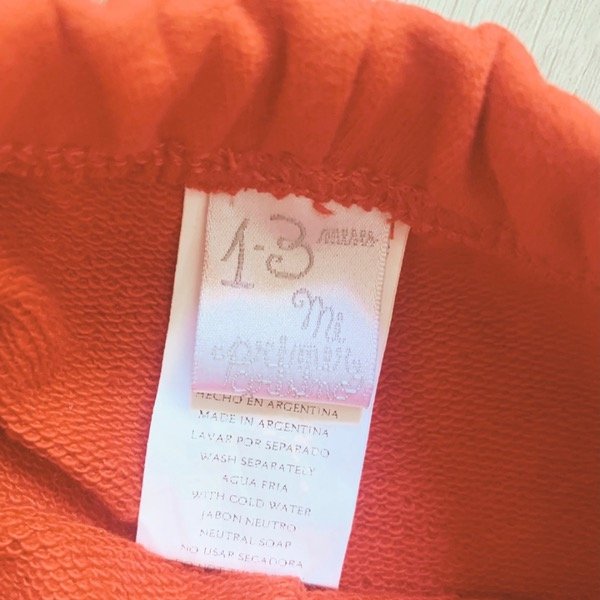 1-3
Mi
HECHO EN ARGENTINA
MADE IN ARGENTINA
LAVAR POR SEPARADO
WASH SEPARATELY
AGUA FRIA
WITH COLD WATER
JABON NEUTRO
NEUTRAL SOAP
NO USAR SECADORA